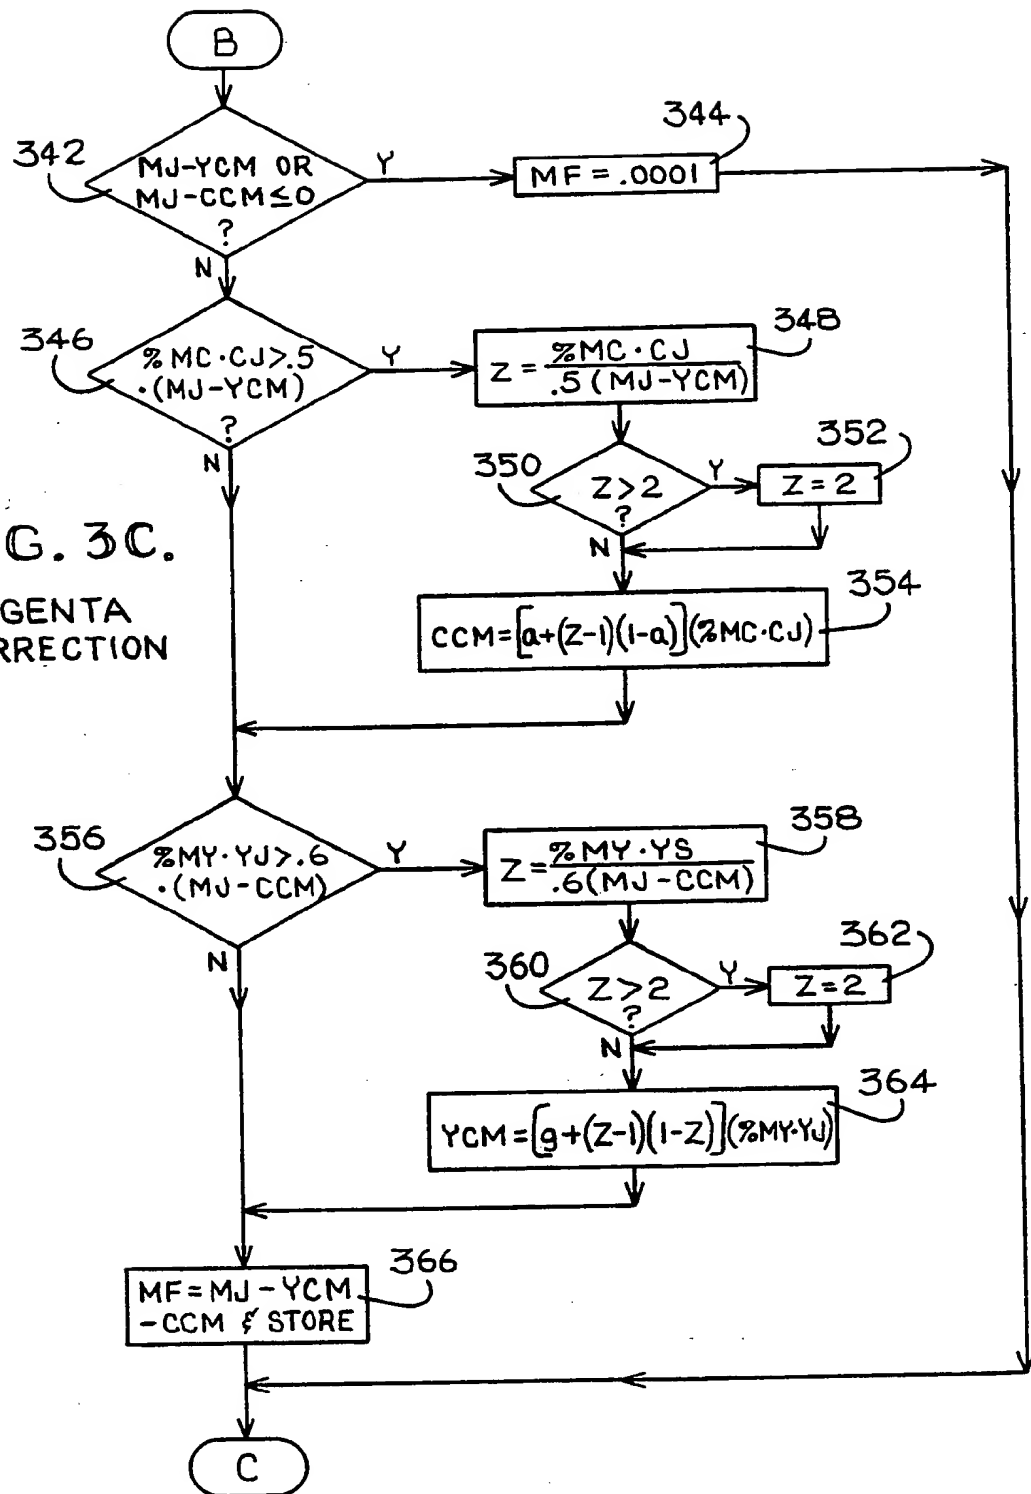 B
342
MJ-YCM OR
MJ-CCM≤0
?
Y
344
MF=.0001
N
346
%MC·CJ>.5
·(MJ-YCM)
?
Y
348
Z=%MC·CJ
.5(MJ-YCM)
N
350
Z>2
?
Y
352
Z=2
N
354
CCM=[a+(Z-1)(1-a)](%MC·CJ)
G. 3C.
GENTA
RRECTION
356
%MY·YJ>.6
·(MJ-CCM)
Y
358
Z=%MY·YS
.6(MJ-CCM)
N
360
Z>2
?
Y
362
Z=2
N
364
YCM=[g+(Z-1)(1-Z)](%MY·YJ)
366
MF=MJ-YCM
-CCM & STORE
C